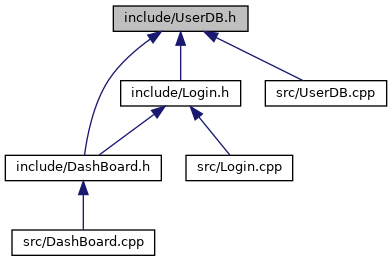 include/UserDB.h
include/Login.h
src/UserDB.cpp
include/DashBoard.h
src/Login.cpp
src/DashBoard.cpp